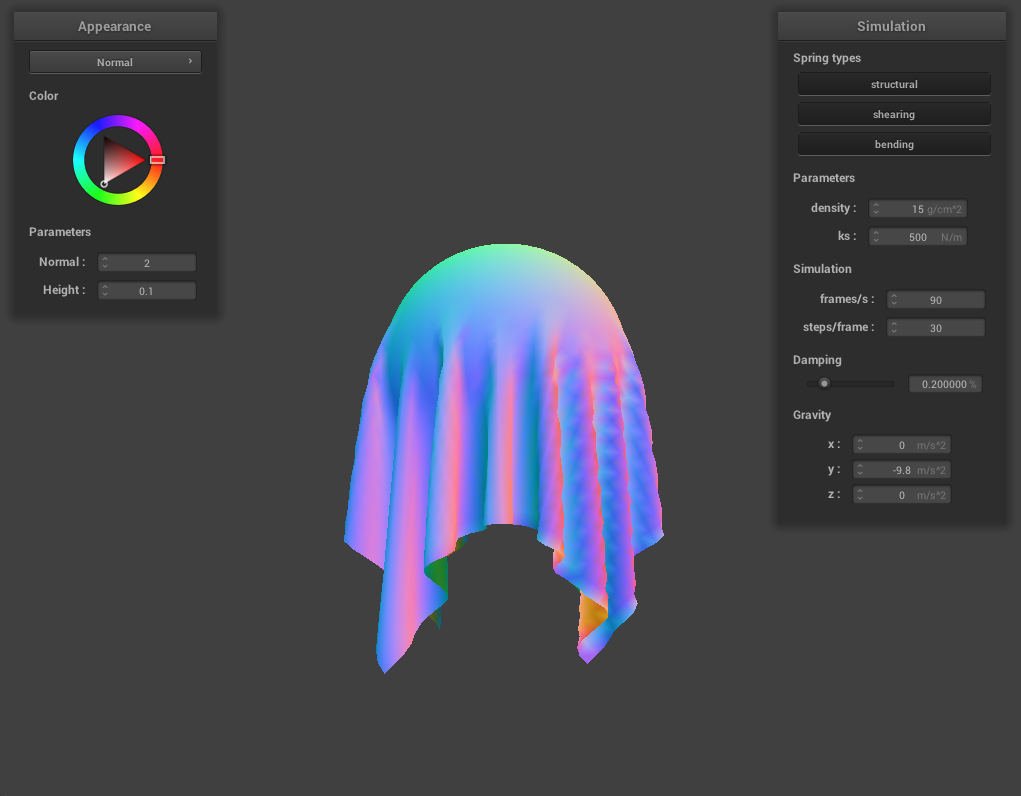 Appearance
Normal ›
Color
Parameters
Normal : 2
Height : 0.1
Simulation
Spring types
structural
shearing
bending
Parameters
density : 15 g/cm^2
ks : 500 N/m
Simulation
frames/s : 90
steps/frame : 30
Damping
0.200000 %
Gravity
x : 0 m/s^2
y : -9.8 m/s^2
z : 0 m/s^2